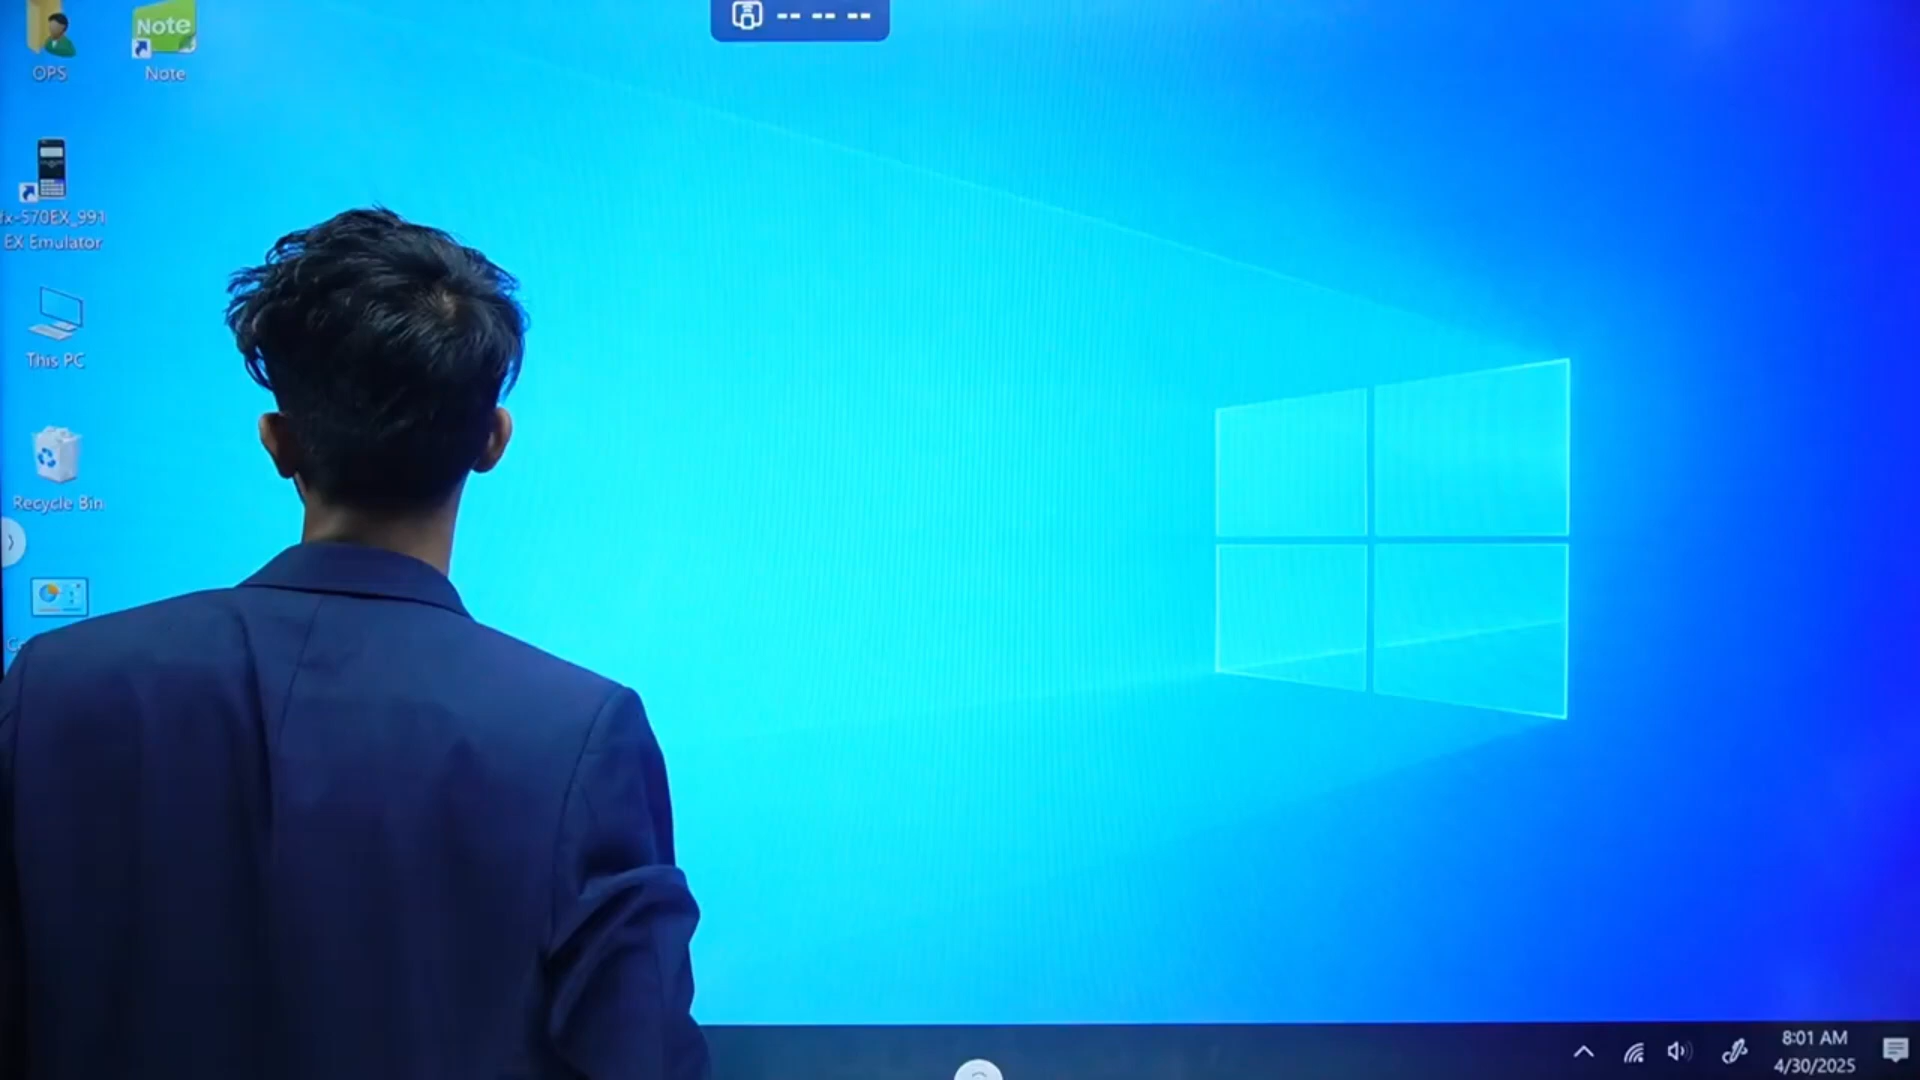 -- -- --
OPS
Note
Note
fx-570EX_991
EX Emulator
This PC
Recycle Bin
8:01 AM
4/30/2025